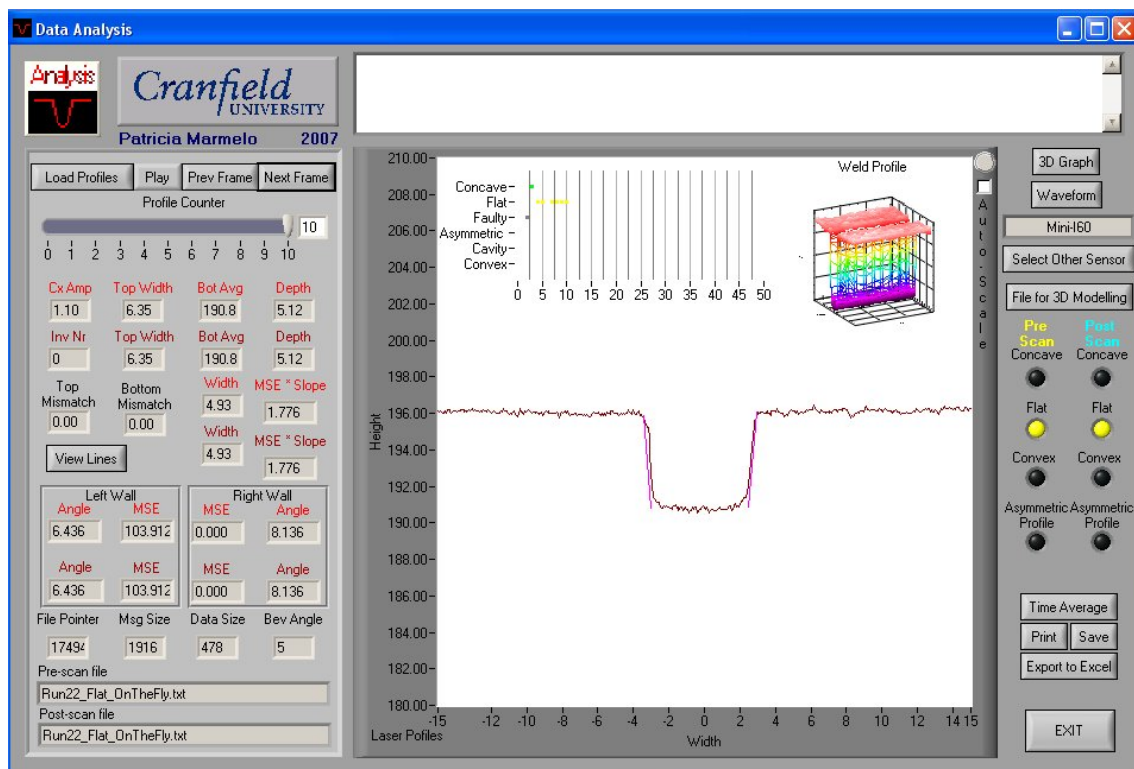 Data Analysis
Analysis
Cranfield
UNIVERSITY
Patricia Marmelo 2007
Load Profiles Play Prev Frame Next Frame
Profile Counter
10
0 1 2 3 4 5 6 7 8 9 10
Cx Amp Top Width Bot Avg Depth
1.10 6.35 190.8 5.12
Inv Nr Top Width Bot Avg Depth
0 6.35 190.8 5.12
Top Mismatch Bottom Mismatch Width MSE * Slope
0.00 0.00 4.93 1.776
Width MSE * Slope
4.93 1.776
View Lines
Left Wall Right Wall
Angle MSE MSE Angle
6.436 103.912 0.000 8.136
Angle MSE MSE Angle
6.436 103.912 0.000 8.136
File Pointer Msg Size Data Size Bev Angle
17494 1916 478 5
Pre-scan file
Run22_Flat_OnTheFly.txt
Post-scan file
Run22_Flat_OnTheFly.txt
210.00
208.00
206.00
204.00
202.00
200.00
198.00
196.00
194.00
192.00
190.00
188.00
186.00
184.00
182.00
180.00
Height
-15 -14 -12 -10 -8 -6 -4 -2 0 2 4 6 8 10 12 14 15
Width
Laser Pofiles
Concave
Flat
Faulty
Asymmetric
Cavity
Convex
0 5 10 15 20 25 30 35 40 45 50
Weld Profile
Auto-Scale
3D Graph
Waveform
Mini-I60
Select Other Sensor
File for 3D Modelling
Pre Scan Post Scan
Concave Concave
Flat Flat
Convex Convex
Asymmetric Profile Asymmetric Profile
Time Average
Print Save
Export to Excel
EXIT